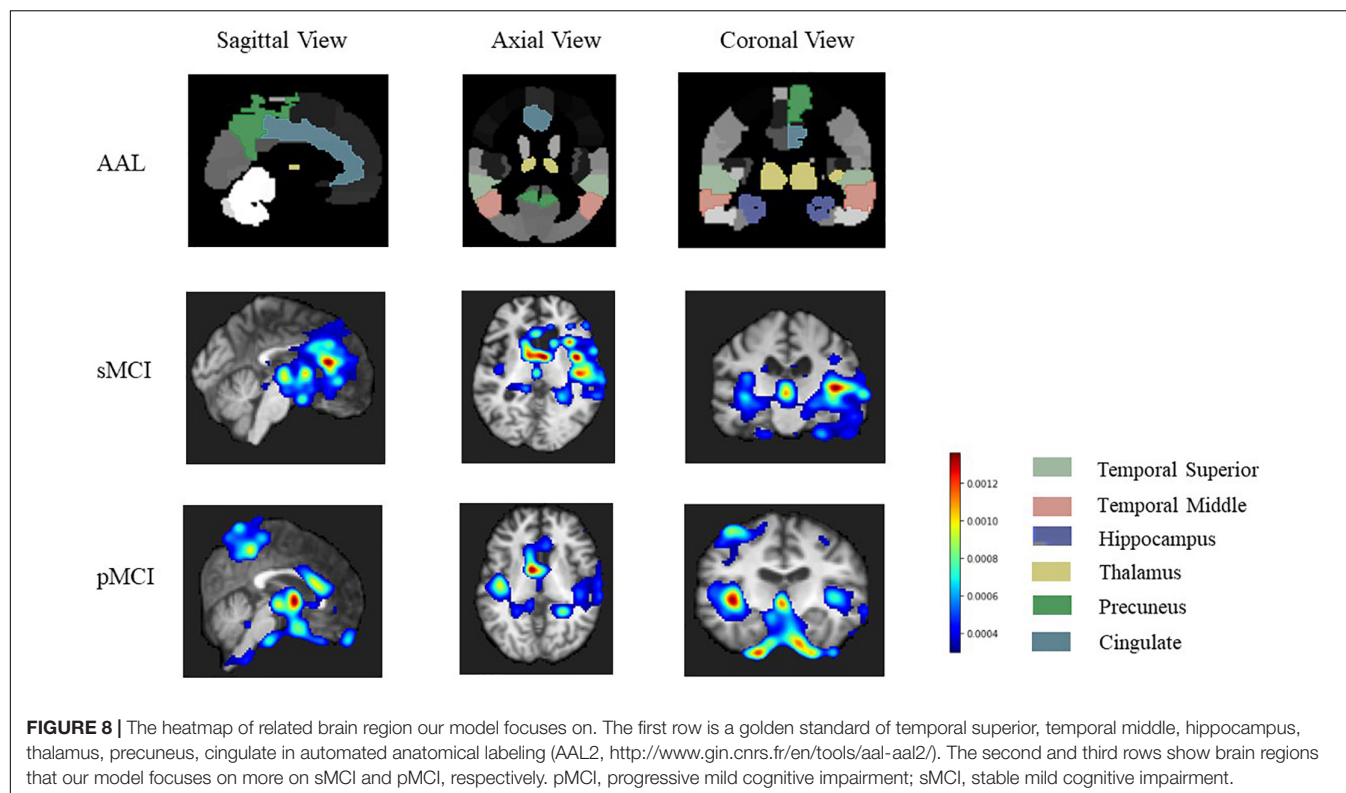 Sagittal View
Axial View
Coronal View
AAL
sMCI
pMCI
0.0012
0.0010
0.0008
0.0006
0.0004
Temporal Superior
Temporal Middle
Hippocampus
Thalamus
Precuneus
Cingulate
FIGURE 8 | The heatmap of related brain region our model focuses on. The first row is a golden standard of temporal superior, temporal middle, hippocampus,
thalamus, precuneus, cingulate in automated anatomical labeling (AAL2, http://www.gin.cnrs.fr/en/tools/aal-aal2/). The second and third rows show brain regions
that our model focuses on more on sMCI and pMCI, respectively. pMCI, progressive mild cognitive impairment; sMCI, stable mild cognitive impairment.